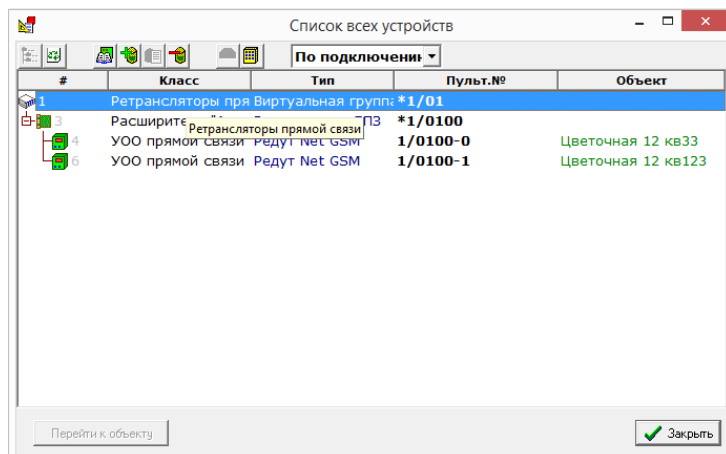 Список всех устройств
По подключению
# Класс Тип Пульт.№ Объект
1 Ретрансляторы пря Виртуальная группа *1/01
3 Расширите ПЗ *1/0100
Ретрансляторы прямой связи
4 УОО прямой связи Редут Net GSM 1/0100-0 Цветочная 12 кв33
6 УОО прямой связи Редут Net GSM 1/0100-1 Цветочная 12 кв123
Перейти к объекту
Закрыть